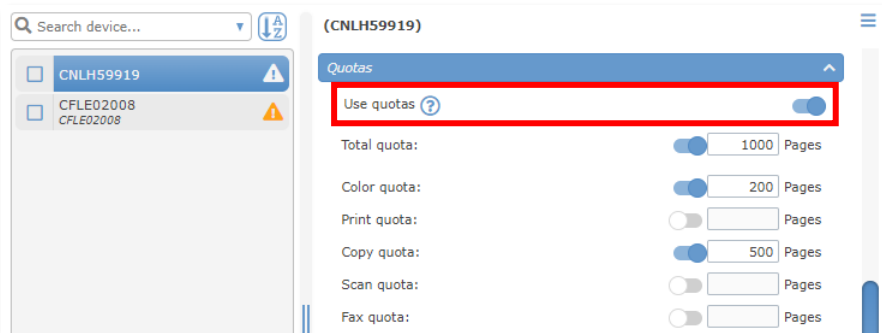 Search device...
CNLH59919
CFLE02008
CFLE02008
(CNLH59919)
Quotas
Use quotas ?
Total quota: 1000 Pages
Color quota: 200 Pages
Print quota: Pages
Copy quota: 500 Pages
Scan quota: Pages
Fax quota: Pages